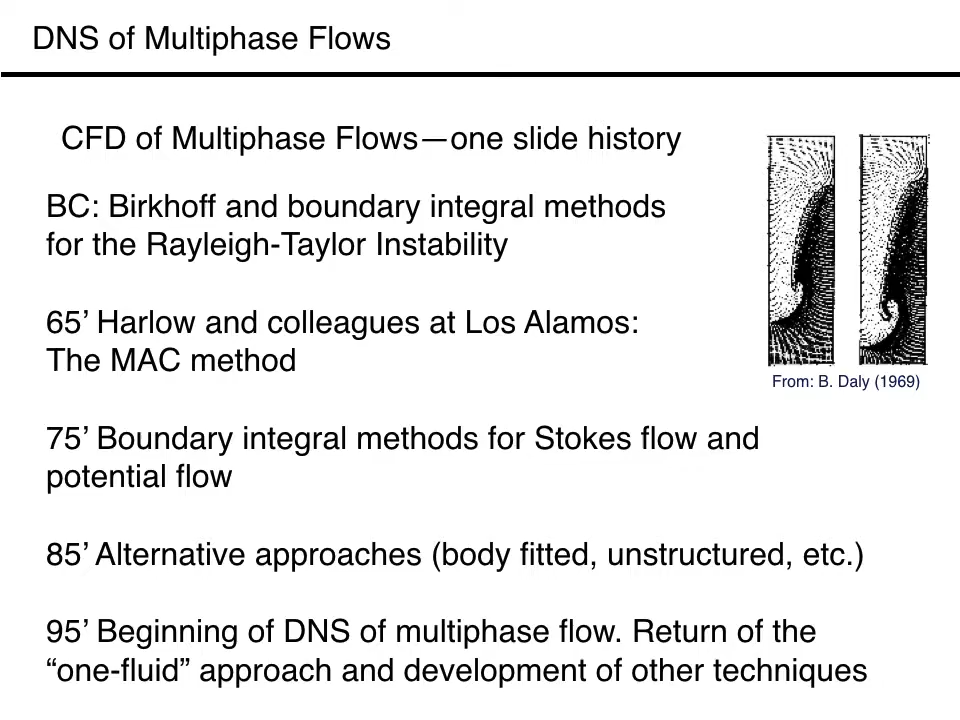 DNS of Multiphase Flows
CFD of Multiphase Flows—one slide history
BC: Birkhoff and boundary integral methods
for the Rayleigh-Taylor Instability
65’ Harlow and colleagues at Los Alamos:
The MAC method
From: B. Daly (1969)
75’ Boundary integral methods for Stokes flow and
potential flow
85’ Alternative approaches (body fitted, unstructured, etc.)
95’ Beginning of DNS of multiphase flow. Return of the
“one-fluid” approach and development of other techniques